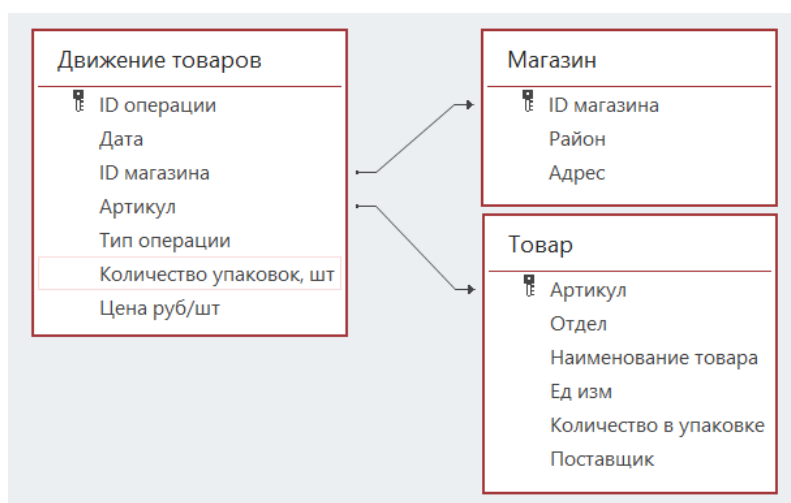 Движение товаров
ID операции
Дата
ID магазина
Артикул
Тип операции
Количество упаковок, шт
Цена руб/шт
Магазин
ID магазина
Район
Адрес
Товар
Артикул
Отдел
Наименование товара
Ед изм
Количество в упаковке
Поставщик